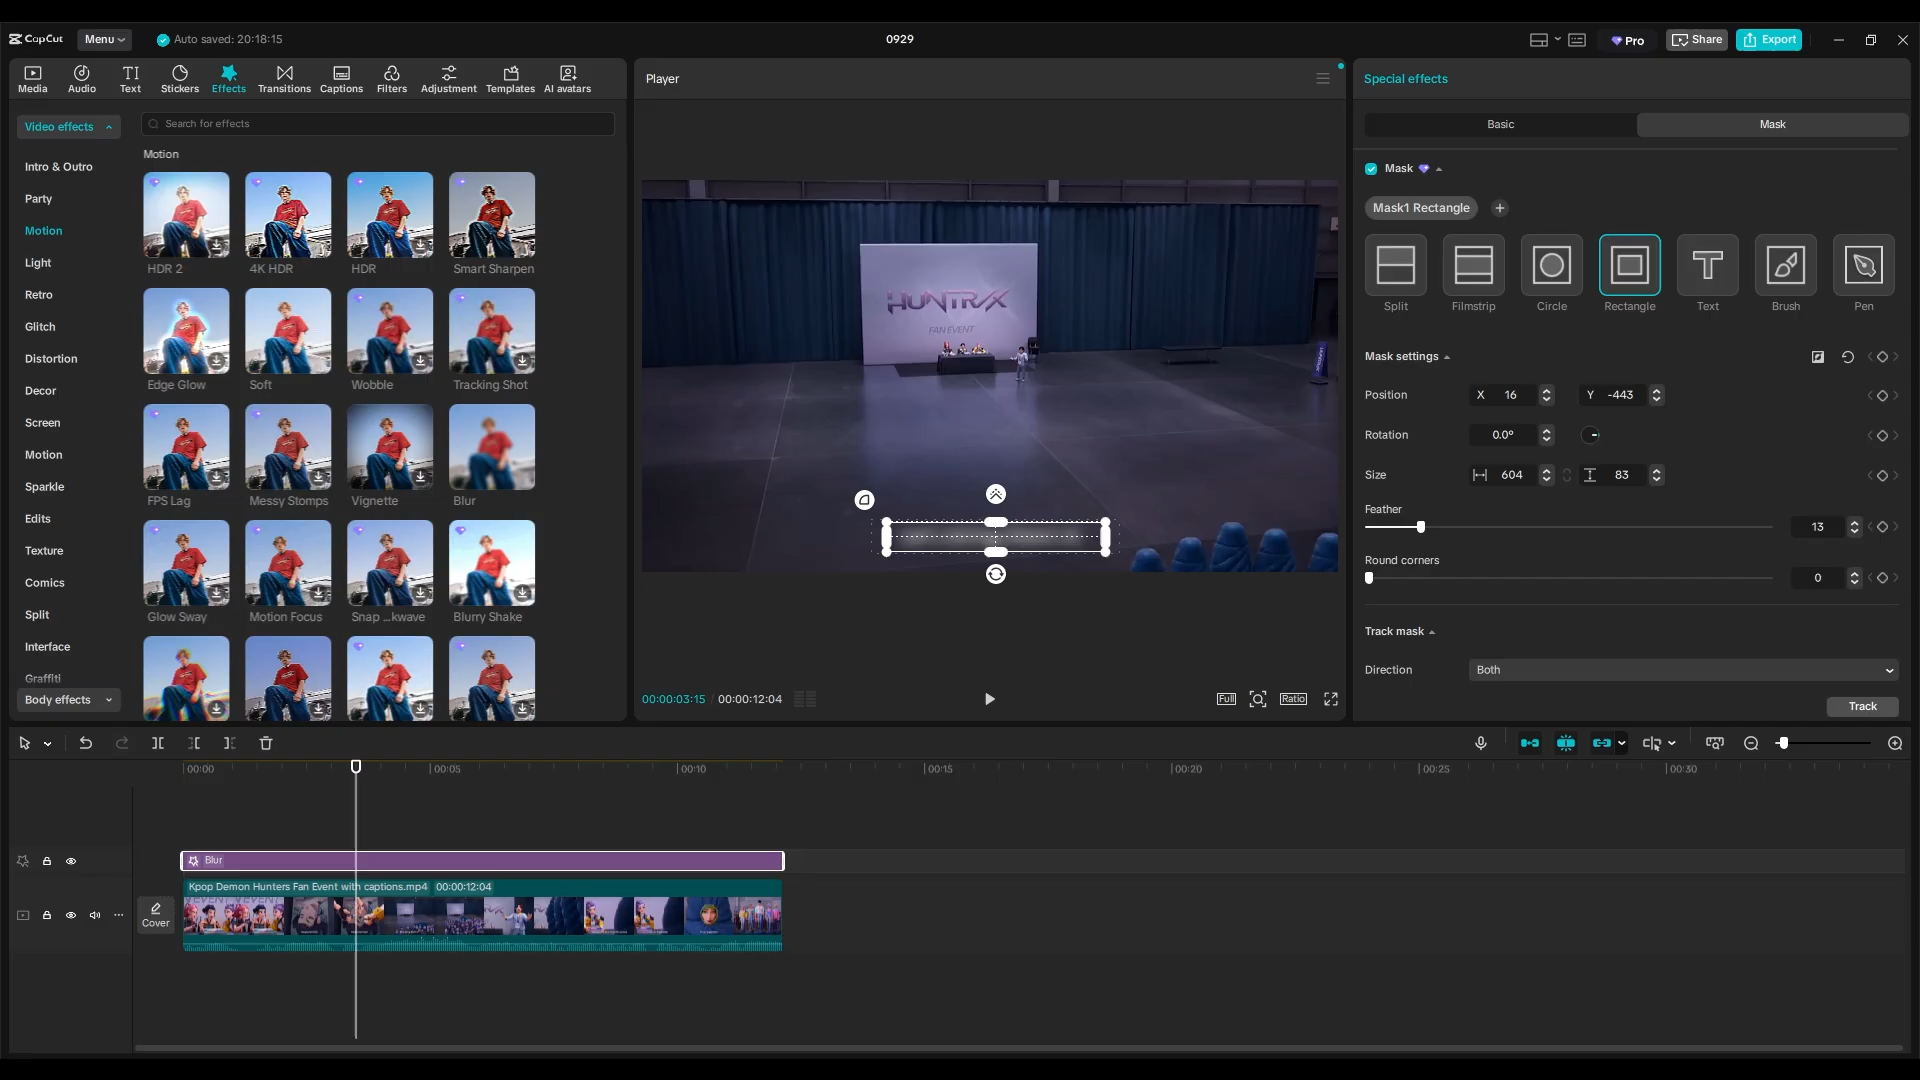 CapCut
Menu
Auto saved: 20:18:15
0929
Pro
Share
Export
Media
Audio
Text
Stickers
Effects
Transitions
Captions
Filters
Adjustment
Templates
AI avatars
Video effects
Intro & Outro
Party
Motion
Light
Retro
Glitch
Distortion
Decor
Screen
Motion
Sparkle
Edits
Texture
Comics
Split
Interface
Graffiti
Body effects
Search for effects
Motion
HDR 2
4K HDR
HDR
Smart Sharpen
Edge Glow
Soft
Wobble
Tracking Shot
FPS Lag
Messy Stomps
Vignette
Blur
Glow Sway
Motion Focus
Snap ...kwave
Blurry Shake
Player
HUNTR/X
FAN EVENT
00:00:03:15
00:00:12:04
Full
Ratio
Special effects
Basic
Mask
Mask
Mask1 Rectangle
Split
Filmstrip
Circle
Rectangle
Text
Brush
Pen
Mask settings
Position X 16 Y -443
Rotation 0.0°
Size 604 83
Feather
13
Round corners
0
Track mask
Direction Both
Track
00:00
00:05
00:10
00:15
00:20
00:25
00:30
Blur
Kpop Demon Hunters Fan Event with captions.mp4 00:00:12:04
Cover